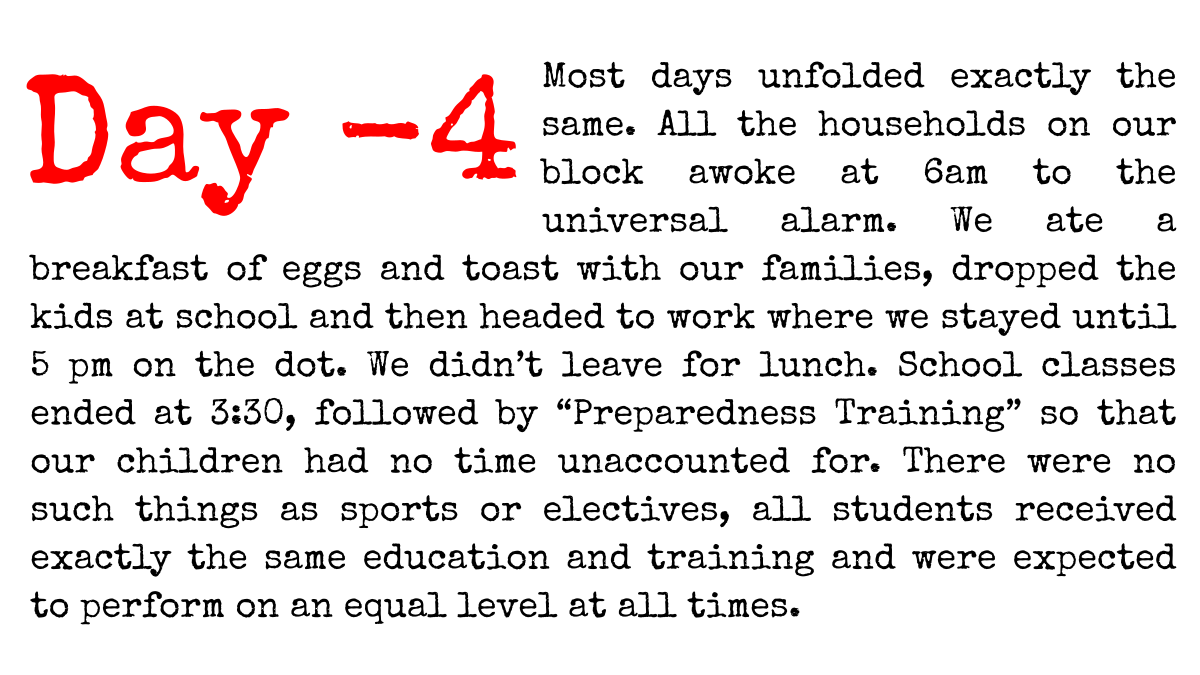 Day -4
Most days unfolded exactly the
same. All the households on our
block awoke at 6am to the
universal alarm. We ate a
breakfast of eggs and toast with our families, dropped the
kids at school and then headed to work where we stayed until
5 pm on the dot. We didn’t leave for lunch. School classes
ended at 3:30, followed by “Preparedness Training” so that
our children had no time unaccounted for. There were no
such things as sports or electives, all students received
exactly the same education and training and were expected
to perform on an equal level at all times.